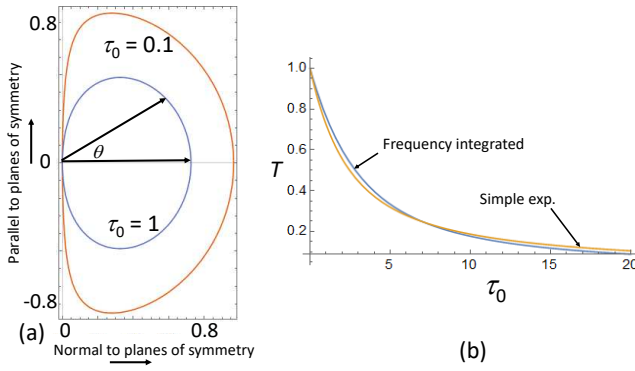 0.8
τ0 = 0.1
Parallel to planes of symmetry
0
θ
τ0 = 1
-0.8
0
0.8
(a)
Normal to planes of symmetry
1.0
0.8
0.6
0.4
0.2
T
Frequency integrated
Simple exp.
5
10
15
20
τ0
(b)